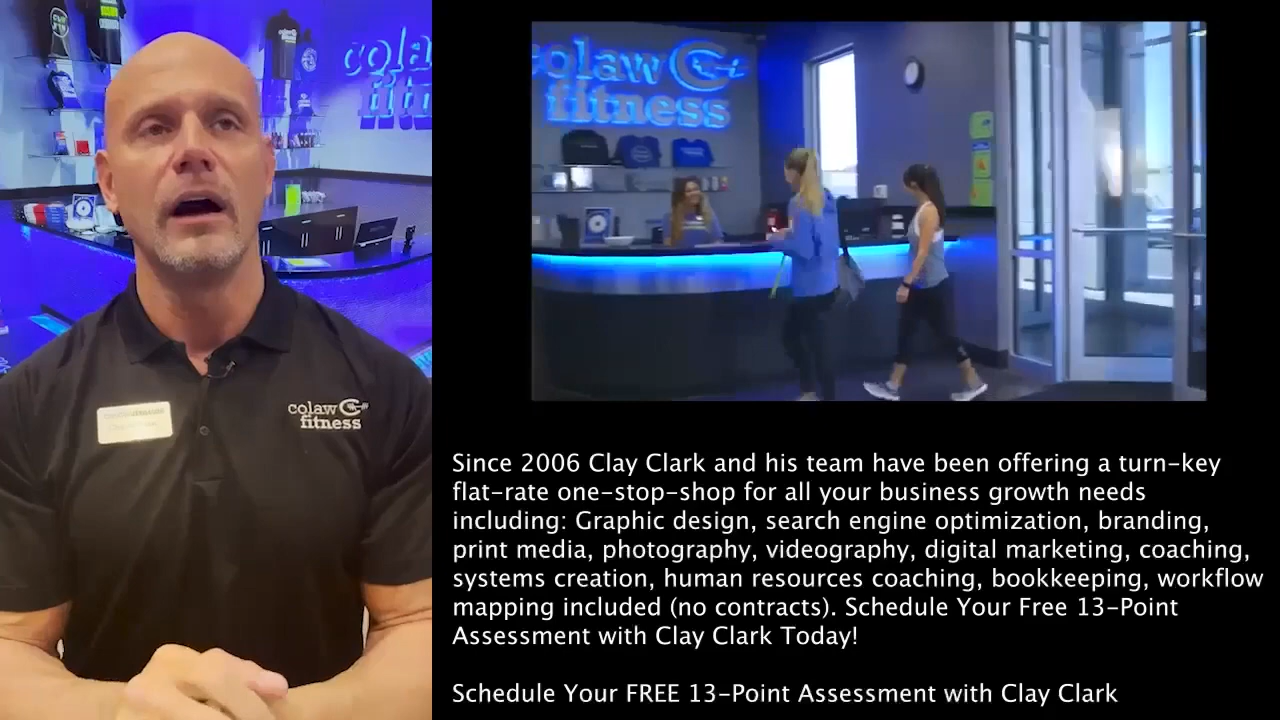 cola
fitn
colaw
fitness
colaw
fitness
Since 2006 Clay Clark and his team have been offering a turn-key
flat-rate one-stop-shop for all your business growth needs
including: Graphic design, search engine optimization, branding,
print media, photography, videography, digital marketing, coaching,
systems creation, human resources coaching, bookkeeping, workflow
mapping included (no contracts). Schedule Your Free 13-Point
Assessment with Clay Clark Today!
Schedule Your FREE 13-Point Assessment with Clay Clark